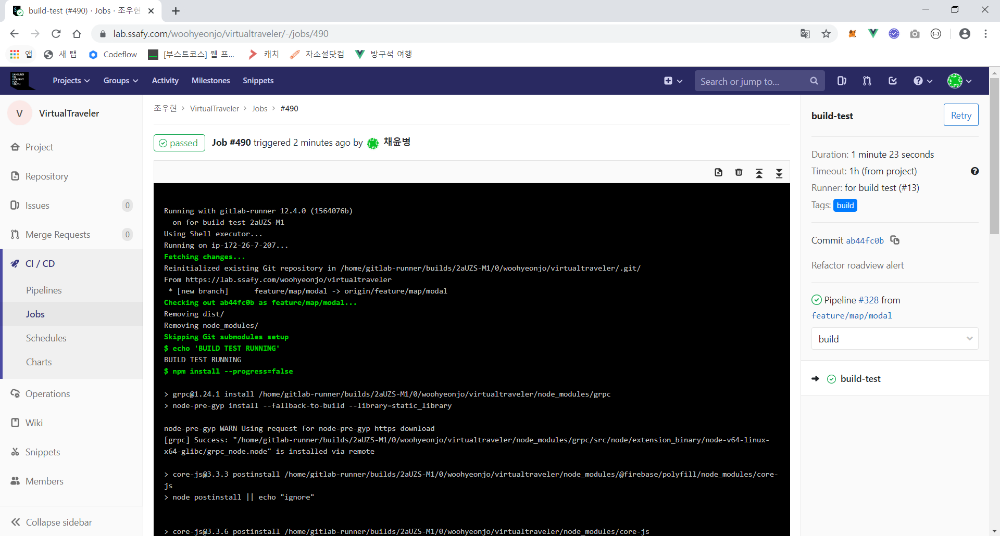 build-test (#490) · Jobs · 조우현
lab.ssafy.com/woohyeonjo/virtualtraveler/-/jobs/490
앱
새 탭
Codeflow
[부스트코스] 웹 프...
캐치
자소설닷컴
방구석 여행
SAMSUNG
SW
ACADEMY
FOR
YOUTH
Projects
Groups
Activity
Milestones
Snippets
Search or jump to...
V
VirtualTraveler
Project
Repository
Issues
0
Merge Requests
0
CI / CD
Pipelines
Jobs
Schedules
Charts
Operations
Wiki
Snippets
Members
Collapse sidebar
조우현 > VirtualTraveler > Jobs > #490
passed
Job #490 triggered 2 minutes ago by 채윤병
Running with gitlab-runner 12.4.0 (1564076b)
on for build test 2aUZS-M1
Using Shell executor...
Running on ip-172-26-7-207...
Fetching changes...
Reinitialized existing Git repository in /home/gitlab-runner/builds/2aUZS-M1/0/woohyeonjo/virtualtraveler/.git/
From https://lab.ssafy.com/woohyeonjo/virtualtraveler
* [new branch]      feature/map/modal -> origin/feature/map/modal
Checking out ab44fc0b as feature/map/modal...
Removing dist/
Removing node_modules/
Skipping Git submodules setup
$ echo 'BUILD TEST RUNNING'
BUILD TEST RUNNING
$ npm install --progress=false
> grpc@1.24.1 install /home/gitlab-runner/builds/2aUZS-M1/0/woohyeonjo/virtualtraveler/node_modules/grpc
> node-pre-gyp install --fallback-to-build --library=static_library
node-pre-gyp WARN Using request for node-pre-gyp https download
[grpc] Success: "/home/gitlab-runner/builds/2aUZS-M1/0/woohyeonjo/virtualtraveler/node_modules/grpc/src/node/extension_binary/node-v64-linux-
x64-glibc/grpc_node.node" is installed via remote
> core-js@3.3.3 postinstall /home/gitlab-runner/builds/2aUZS-M1/0/woohyeonjo/virtualtraveler/node_modules/@firebase/polyfill/node_modules/core-
js
> node postinstall || echo "ignore"
> core-js@3.3.6 postinstall /home/gitlab-runner/builds/2aUZS-M1/0/woohyeonjo/virtualtraveler/node_modules/core-js
build-test
Retry
Duration: 1 minute 23 seconds
Timeout: 1h (from project)
Runner: for build test (#13)
Tags: build
Commit ab44fc0b
Refactor roadview alert
Pipeline #328 from
feature/map/modal
build
build-test